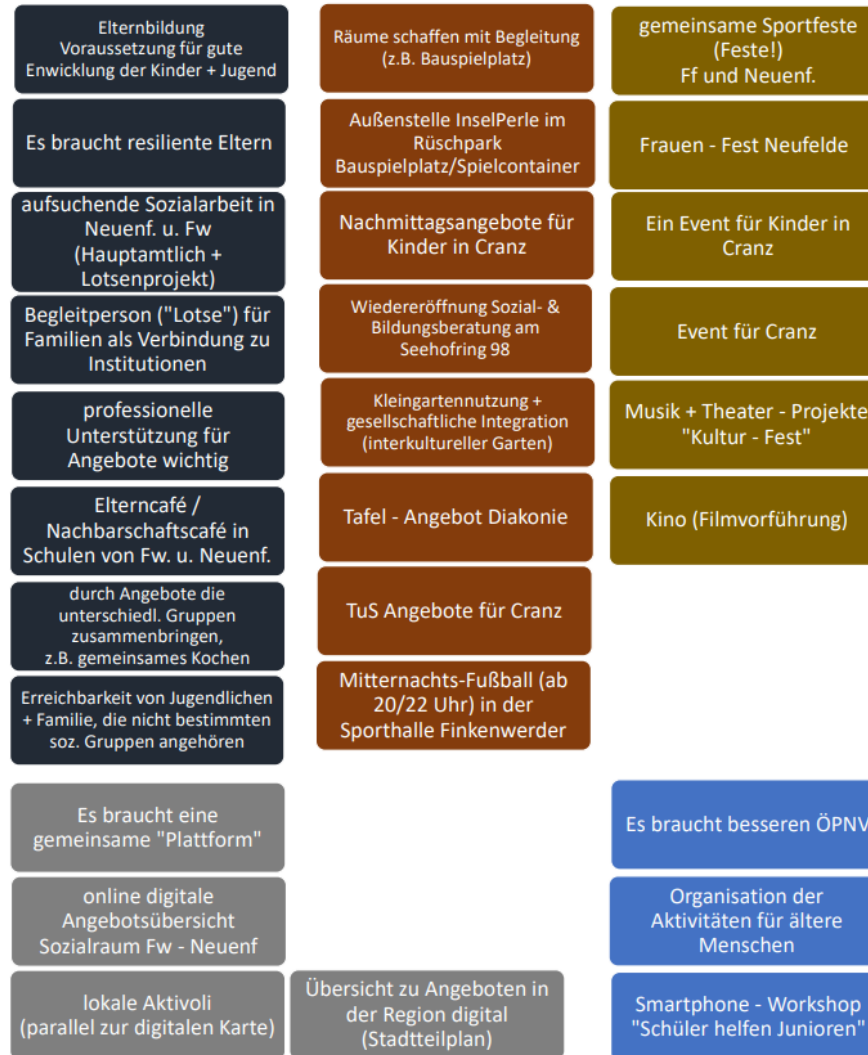 Elternbildung
Voraussetzung für gute
Enwicklung der Kinder + Jugend
Es braucht resiliente Eltern
aufsuchende Sozialarbeit in
Neuenf. u. Fw
(Hauptamtlich +
Lotsenprojekt)
Begleitperson ("Lotse") für
Familien als Verbindung zu
Institutionen
professionelle
Unterstützung für
Angebote wichtig
Elterncafé /
Nachbarschaftscafé in
Schulen von Fw. u. Neuenf.
durch Angebote die
unterschiedl. Gruppen
zusammenbringen,
z.B. gemeinsames Kochen
Erreichbarkeit von Jugendlichen
+ Familie, die nicht bestimmten
soz. Gruppen angehören
Räume schaffen mit Begleitung
(z.B. Bauspielplatz)
Außenstelle InselPerle im
Rüschpark
Bauspielplatz/Spielcontainer
Nachmittagsangebote für
Kinder in Cranz
Wiedereröffnung Sozial- &
Bildungsberatung am
Seehofring 98
Kleingartennutzung +
gesellschaftliche Integration
(interkultureller Garten)
Tafel - Angebot Diakonie
TuS Angebote für Cranz
Mitternachts-Fußball (ab
20/22 Uhr) in der
Sporthalle Finkenwerder
gemeinsame Sportfeste
(Feste!)
Ff und Neuenf.
Frauen - Fest Neufelde
Ein Event für Kinder in
Cranz
Event für Cranz
Musik + Theater - Projekte
"Kultur - Fest"
Kino (Filmvorführung)
Es braucht eine
gemeinsame "Plattform"
online digitale
Angebotsübersicht
Sozialraum Fw - Neuenf
lokale Aktivoli
(parallel zur digitalen Karte)
Übersicht zu Angeboten in
der Region digital
(Stadtteilplan)
Es braucht besseren ÖPNV
Organisation der
Aktivitäten für ältere
Menschen
Smartphone - Workshop
"Schüler helfen Junioren"